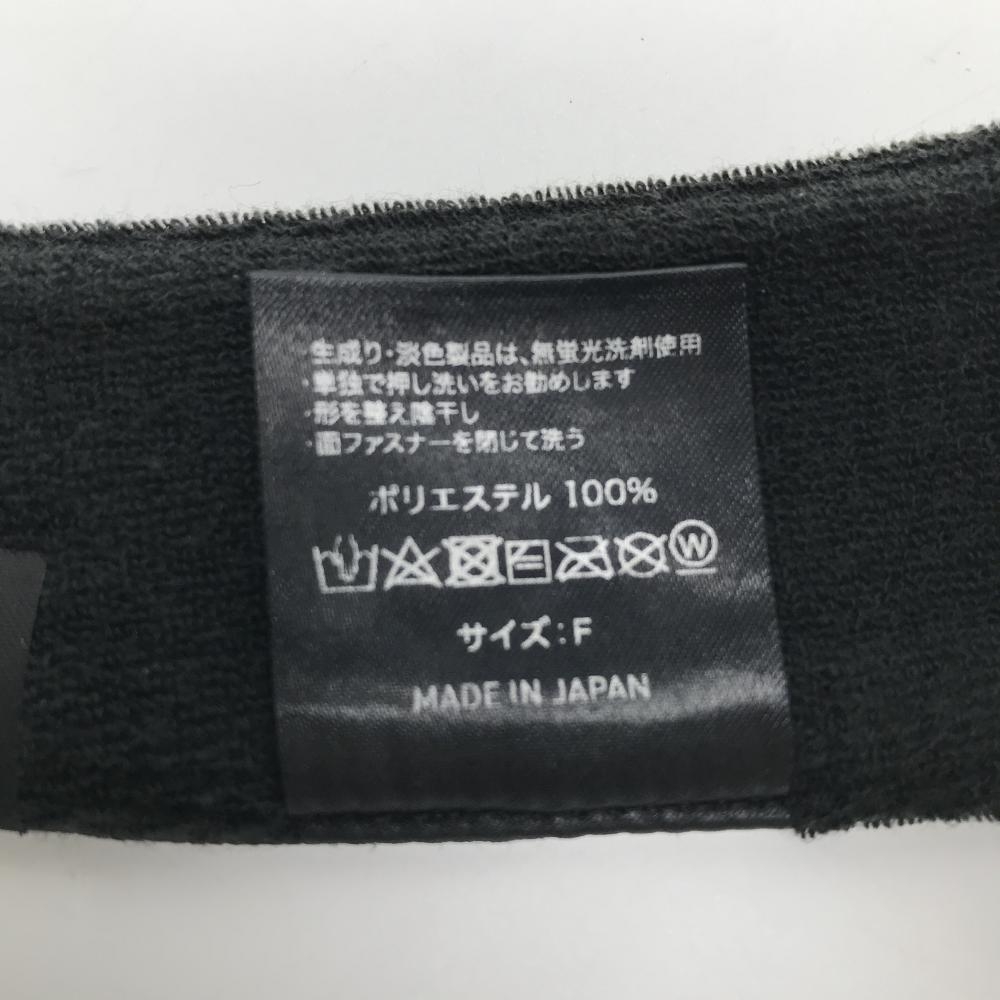 ・生成り・淡色製品は、無蛍光洗剤使用
・単独で押し洗いをお勧めします
・形を整え陰干し
・面ファスナーを閉じて洗う
ポリエステル 100%
W
サイズ:F
MADE IN JAPAN